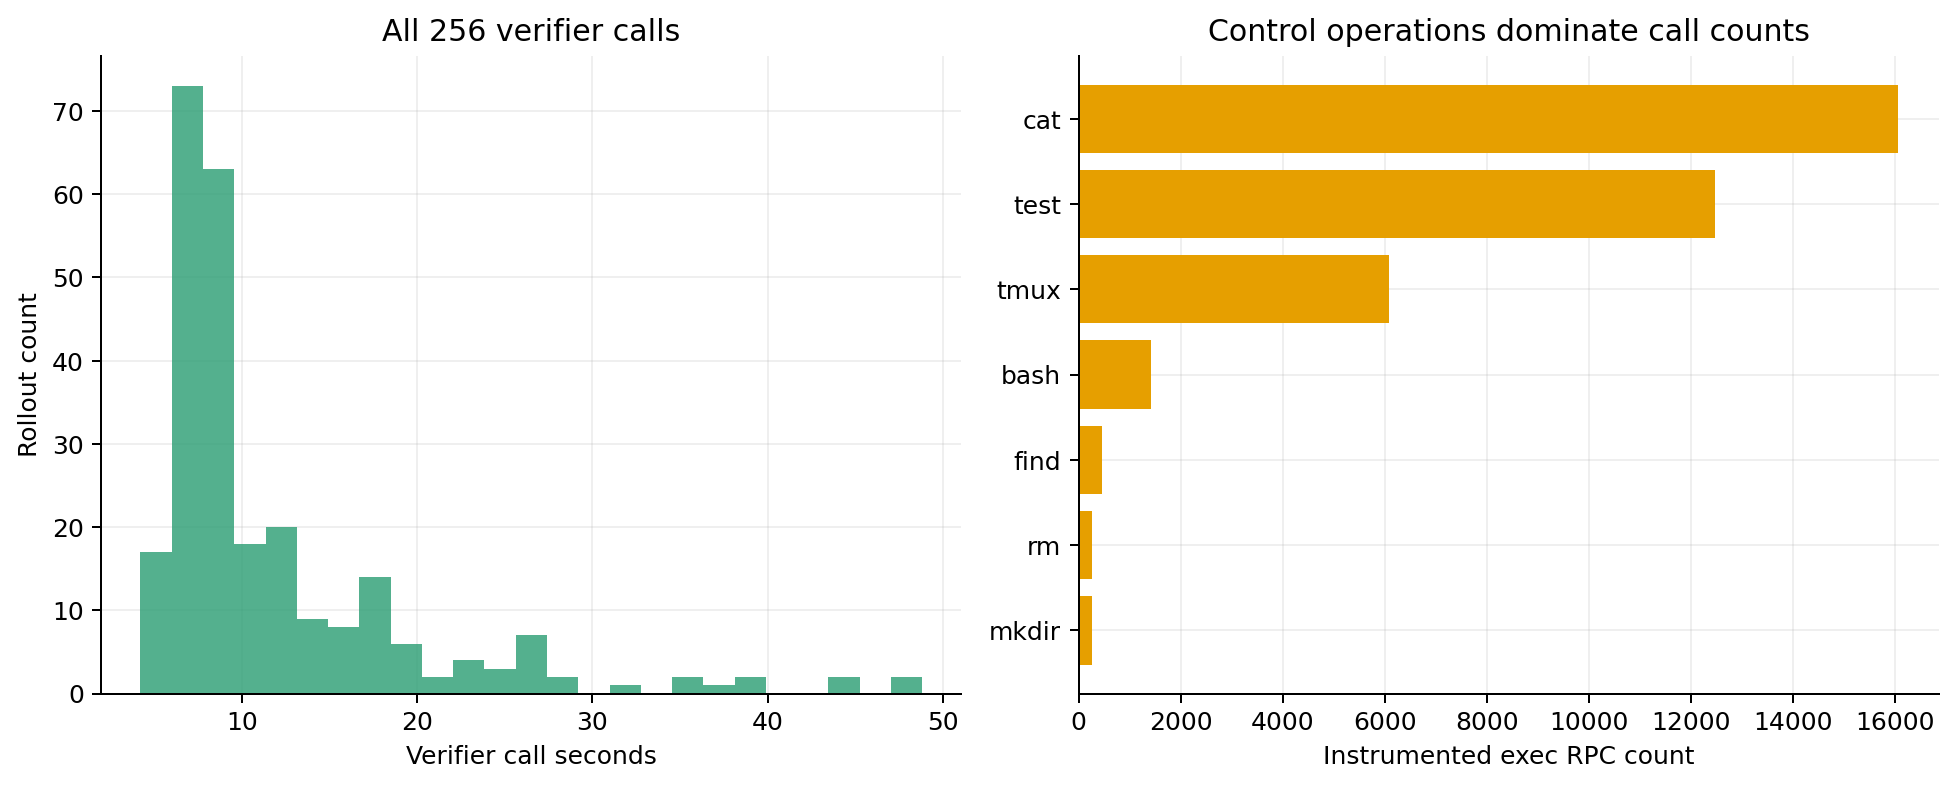 All 256 verifier calls
Rollout count
70
60
50
40
30
20
10
0
10 20 30 40 50
Verifier call seconds
Control operations dominate call counts
cat
test
tmux
bash
find
rm
mkdir
0 2000 4000 6000 8000 10000 12000 14000 16000
Instrumented exec RPC count